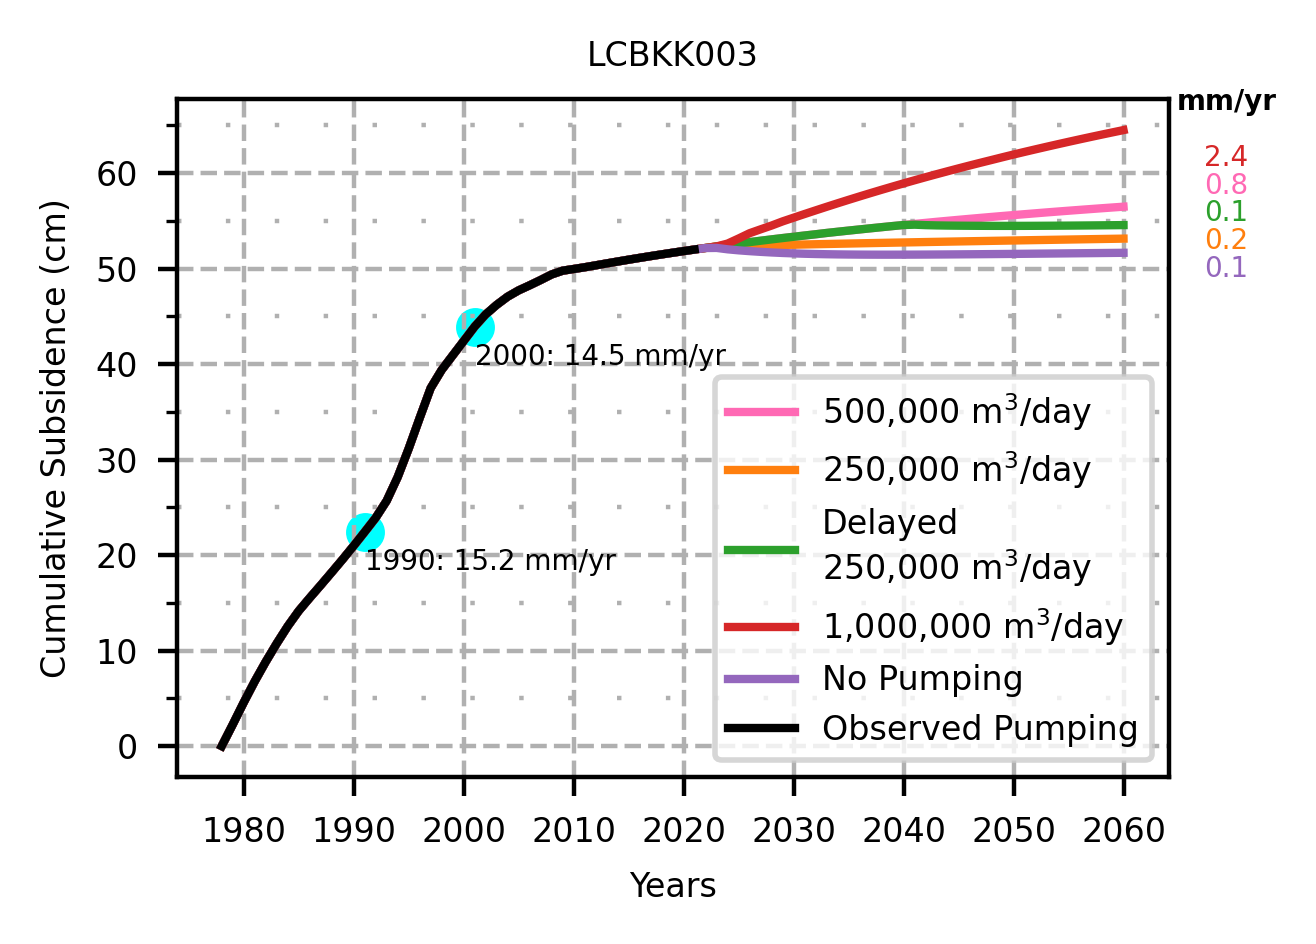 LCBKK003
mm/yr
2.4
0.8
0.1
0.2
0.1
60
50
40
30
20
10
0
Cumulative Subsidence (cm)
2000: 14.5 mm/yr
1990: 15.2 mm/yr
500,000 m³/day
250,000 m³/day
Delayed
250,000 m³/day
1,000,000 m³/day
No Pumping
Observed Pumping
1980 1990 2000 2010 2020 2030 2040 2050 2060
Years